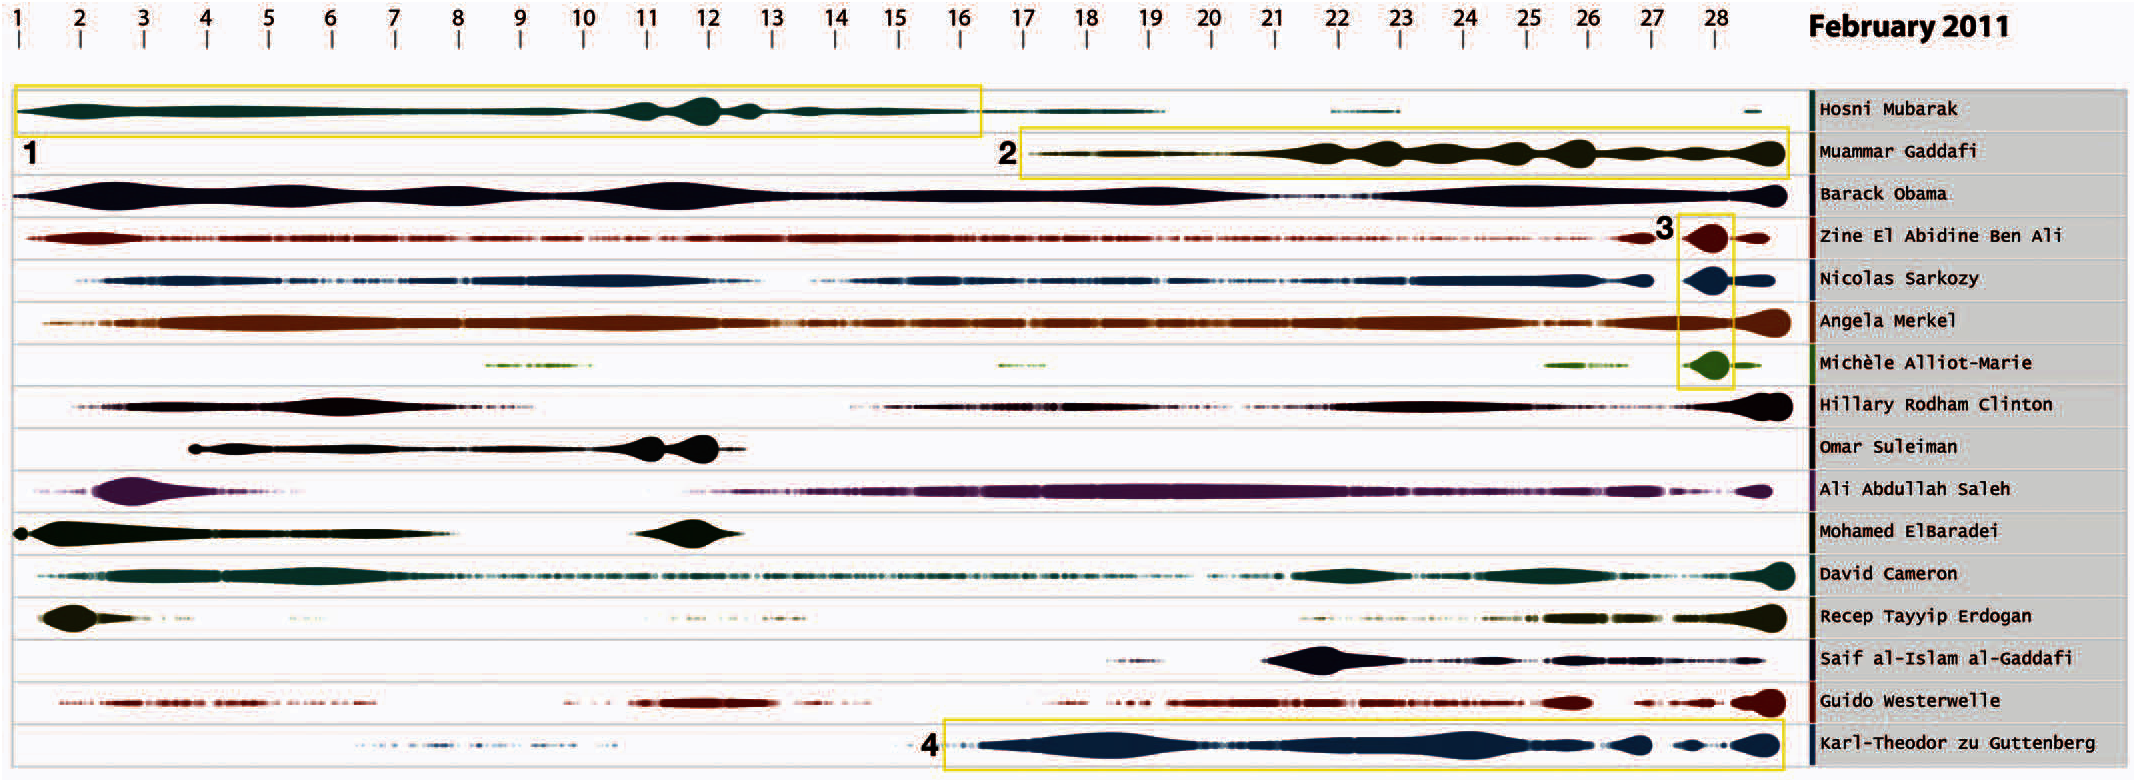 1 2 3 4 5 6 7 8 9 10 11 12 13 14 15 16 17 18 19 20 21 22 23 24 25 26 27 28 February 2011
Hosni Mubarak
1 2 Muammar Gaddafi
Barack Obama
3 Zine El Abidine Ben Ali
Nicolas Sarkozy
Angela Merkel
Michèle Alliot-Marie
Hillary Rodham Clinton
Omar Suleiman
Ali Abdullah Saleh
Mohamed ElBaradei
David Cameron
Recep Tayyip Erdogan
Saif al-Islam al-Gaddafi
Guido Westerwelle
4 Karl-Theodor zu Guttenberg